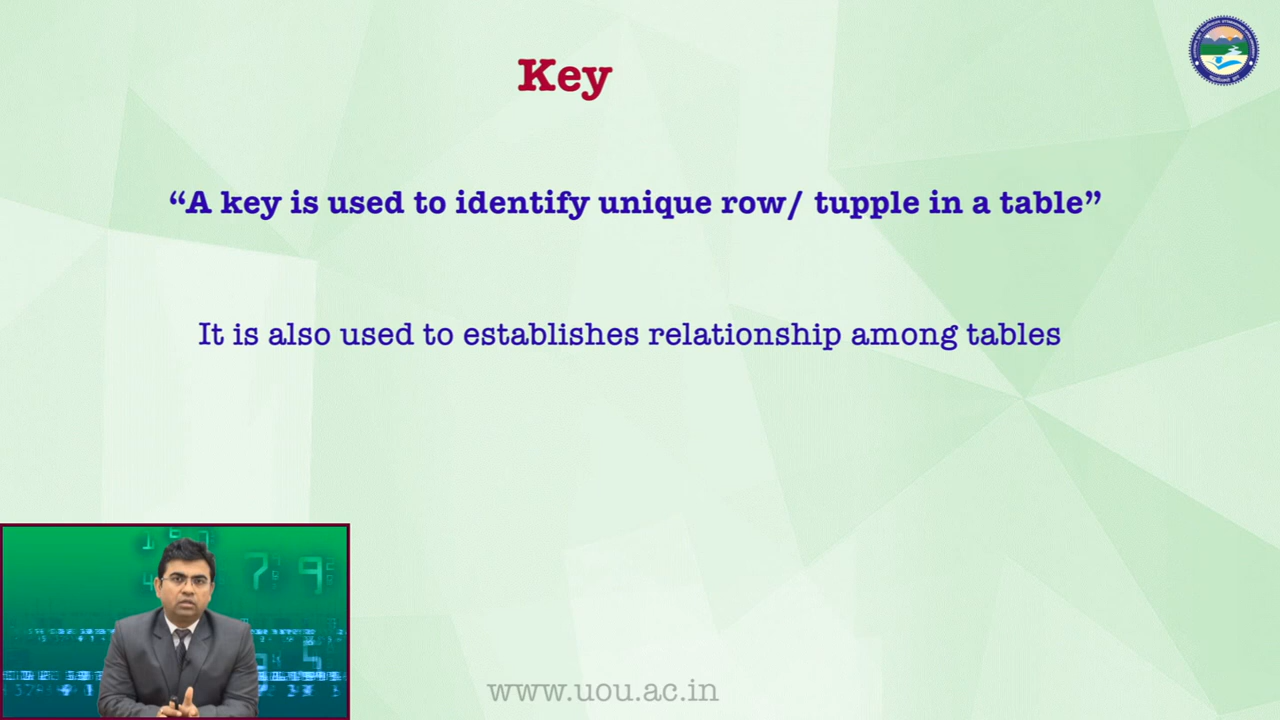 Key
“A key is used to identify unique row/ tupple in a table”
It is also used to establishes relationship among tables
www.uou.ac.in